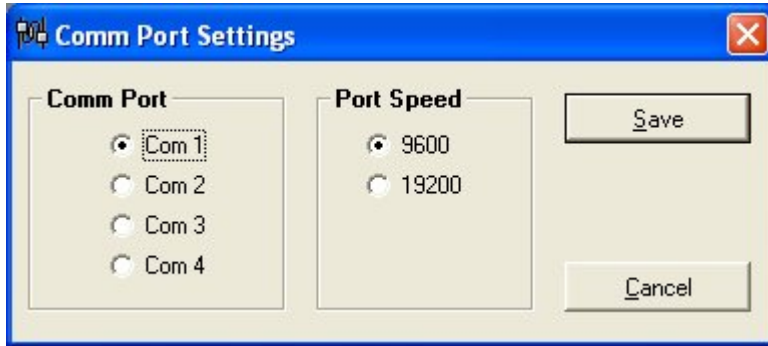 Comm Port Settings
Comm Port
Com 1
Com 2
Com 3
Com 4
Port Speed
9600
19200
Save
Cancel